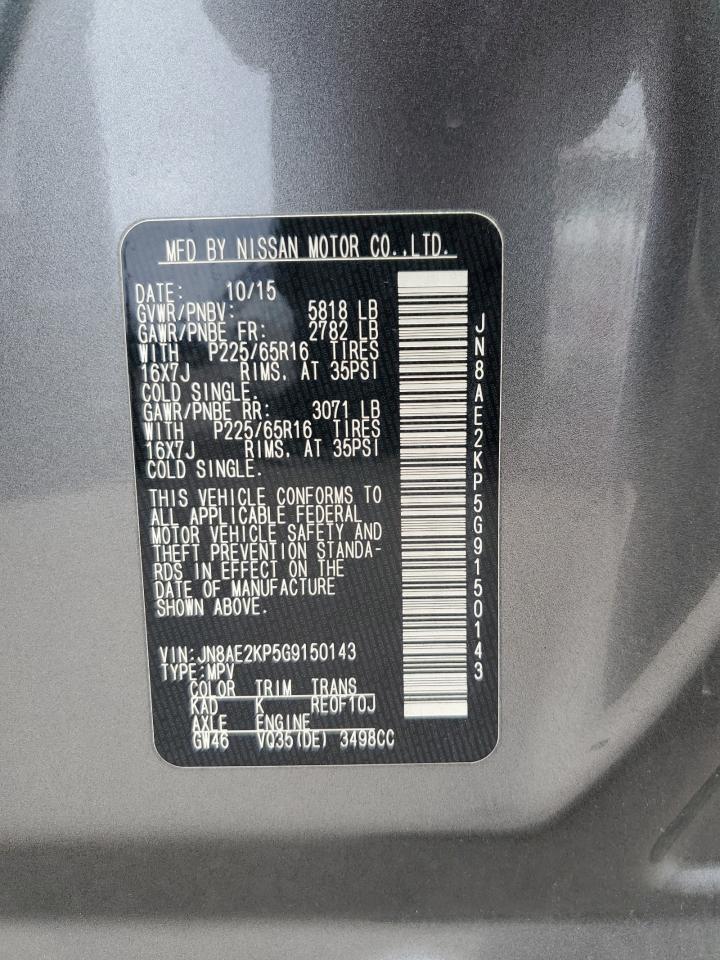 MFD BY NISSAN MOTOR CO.,LTD.
DATE: 10/15
GVWR/PNBV: 5818 LB
GAWR/PNBE FR: 2782 LB
WITH P225/65R16 TIRES
16X7J RIMS, AT 35PSI
COLD SINGLE.
GAWR/PNBE RR: 3071 LB
WITH P225/65R16 TIRES
16X7J RIMS, AT 35PSI
COLD SINGLE.
THIS VEHICLE CONFORMS TO
ALL APPLICABLE FEDERAL
MOTOR VEHICLE SAFETY AND
THEFT PREVENTION STANDA-
RDS IN EFFECT ON THE
DATE OF MANUFACTURE
SHOWN ABOVE.
VIN:JN8AE2KP5G9150143
TYPE:MPV
COLOR TRIM TRANS
KAD K RE0F10J
AXLE ENGINE
GW46 VQ35(DE) 3498CC
JN8AE2KP5G9150143